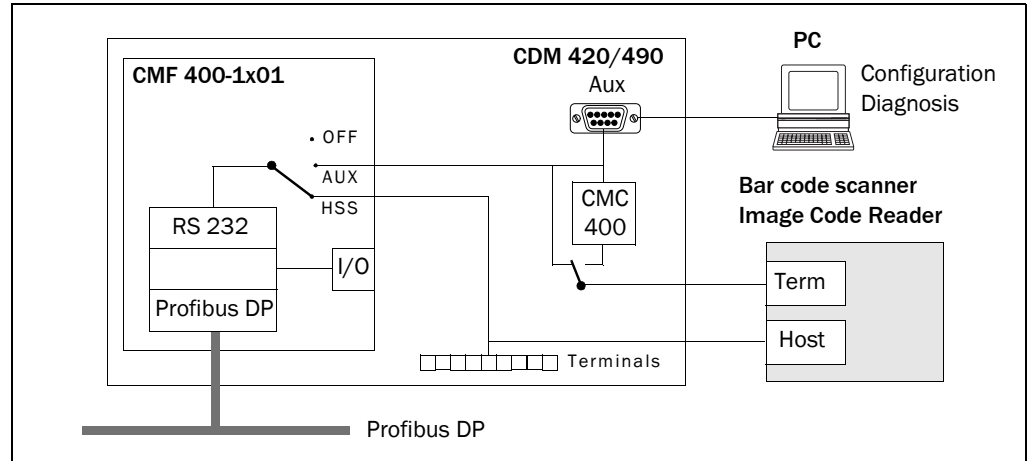 CMF 400-1x01
CDM 420/490
Aux
PC
Configuration
Diagnosis
OFF
AUX
HSS
RS 232
I/O
Profibus DP
CMC
400
Bar code scanner
Image Code Reader
Term
Host
Terminals
Profibus DP